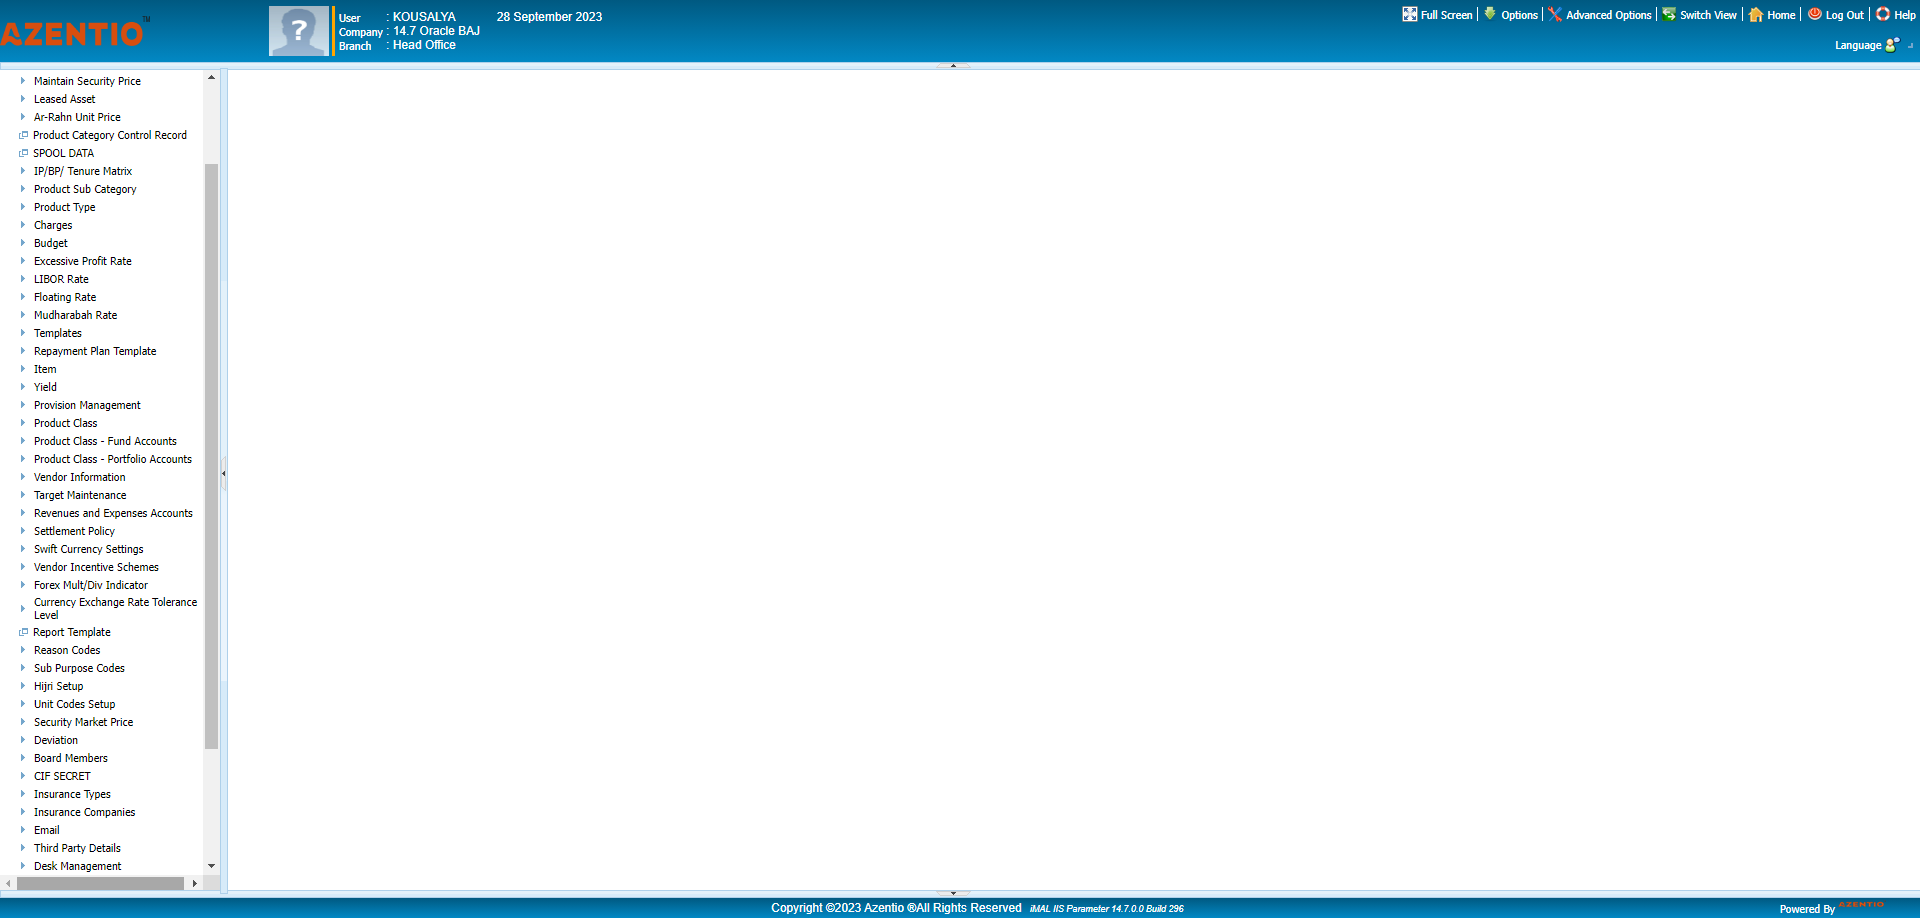 AZENTIO™
User : KOUSALYA 28 September 2023
Company : 14.7 Oracle BAJ
Branch : Head Office
Full Screen Options Advanced Options Switch View Home Log Out Help
Language
Maintain Security Price
Leased Asset
Ar-Rahn Unit Price
Product Category Control Record
SPOOL DATA
IP/BP/ Tenure Matrix
Product Sub Category
Product Type
Charges
Budget
Excessive Profit Rate
LIBOR Rate
Floating Rate
Mudharabah Rate
Templates
Repayment Plan Template
Item
Yield
Provision Management
Product Class
Product Class - Fund Accounts
Product Class - Portfolio Accounts
Vendor Information
Target Maintenance
Revenues and Expenses Accounts
Settlement Policy
Swift Currency Settings
Vendor Incentive Schemes
Forex Mult/Div Indicator
Currency Exchange Rate Tolerance
Level
Report Template
Reason Codes
Sub Purpose Codes
Hijri Setup
Unit Codes Setup
Security Market Price
Deviation
Board Members
CIF SECRET
Insurance Types
Insurance Companies
Email
Third Party Details
Desk Management
Copyright ©2023 Azentio ®All Rights Reserved iMAL IIS Parameter 14.7.0.0 Build 296
Powered By AZENTIO